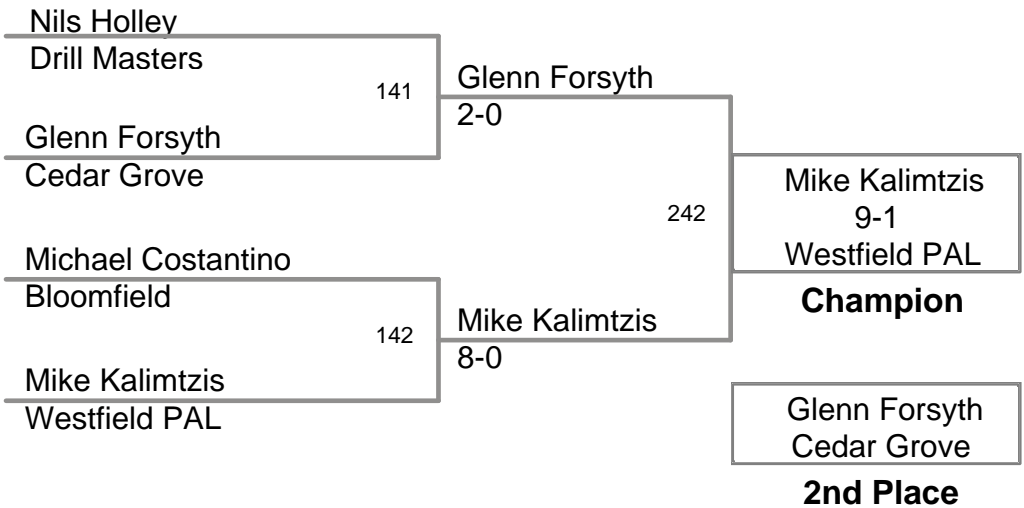 Nils Holley
Drill Masters
141
Glenn Forsyth
2-0
Glenn Forsyth
Cedar Grove
242
Mike Kalimtzis
9-1
Westfield PAL
Champion
Michael Costantino
Bloomfield
142
Mike Kalimtzis
8-0
Mike Kalimtzis
Westfield PAL
Glenn Forsyth
Cedar Grove
2nd Place